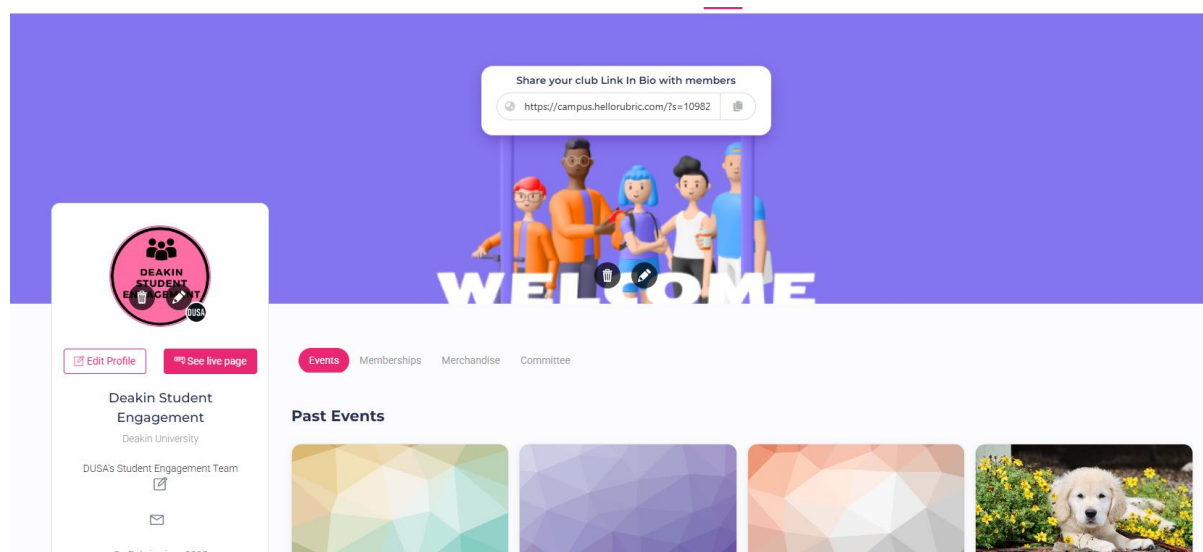 Share your club Link In Bio with members
https://campus.hellorubric.com/?s=10982
WELCOME
DEAKIN
STUDENT
ENGAGEMENT
DUSA
Edit Profile
See live page
Events
Memberships
Merchandise
Committee
Deakin Student
Engagement
Deakin University
DUSA's Student Engagement Team
Past Events